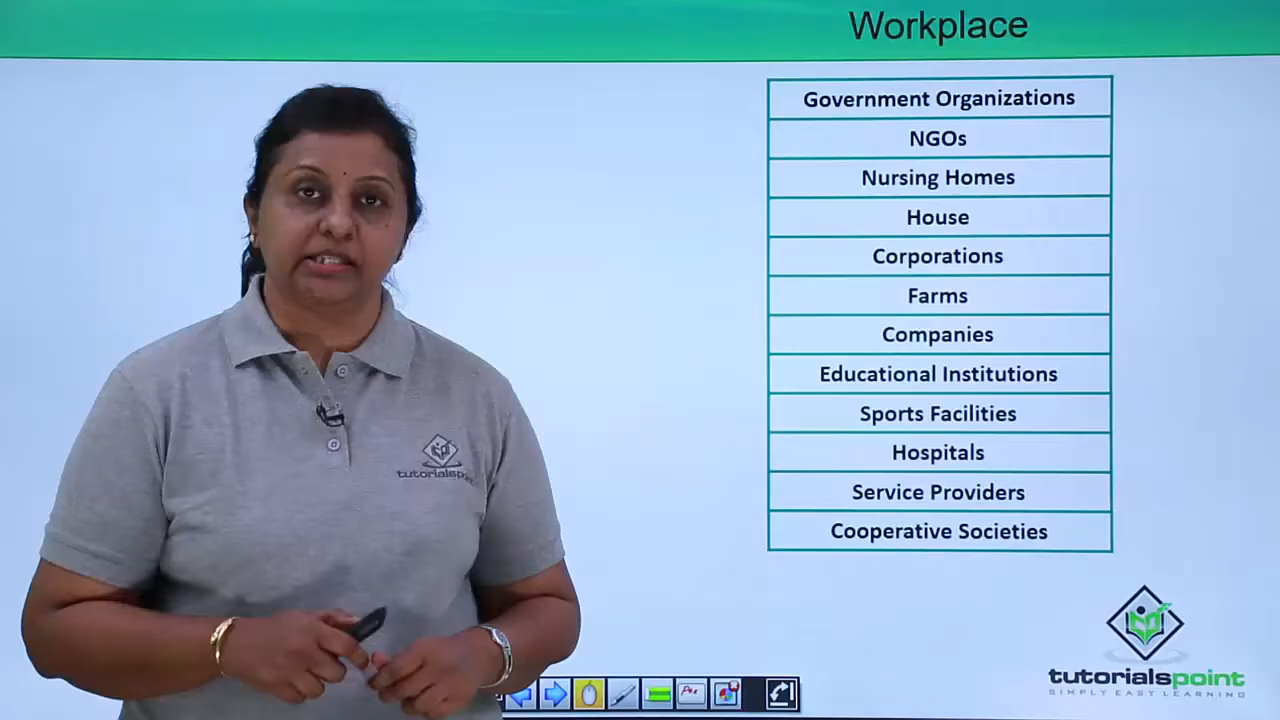 Workplace
Government Organizations
NGOs
Nursing Homes
House
Corporations
Farms
Companies
Educational Institutions
Sports Facilities
Hospitals
Service Providers
Cooperative Societies
tutorialspoint
tutorialspoint
SIMPLY EASY LEARNING